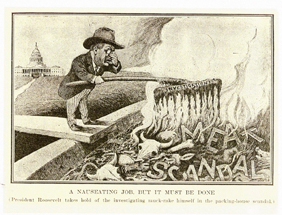 MEAT
SCANDAL
A NAUSEATING JOB, BUT IT MUST BE DONE
(President Roosevelt takes hold of the investigating muck-rake himself in the packing-house scandal.)